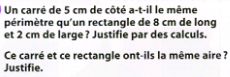 Un carré de 5 cm de côté a-t-il le même
périmètre qu'un rectangle de 8 cm de long
et 2 cm de large ? Justifie par des calculs.
Ce carré et ce rectangle ont-ils la même aire ?
Justifie.